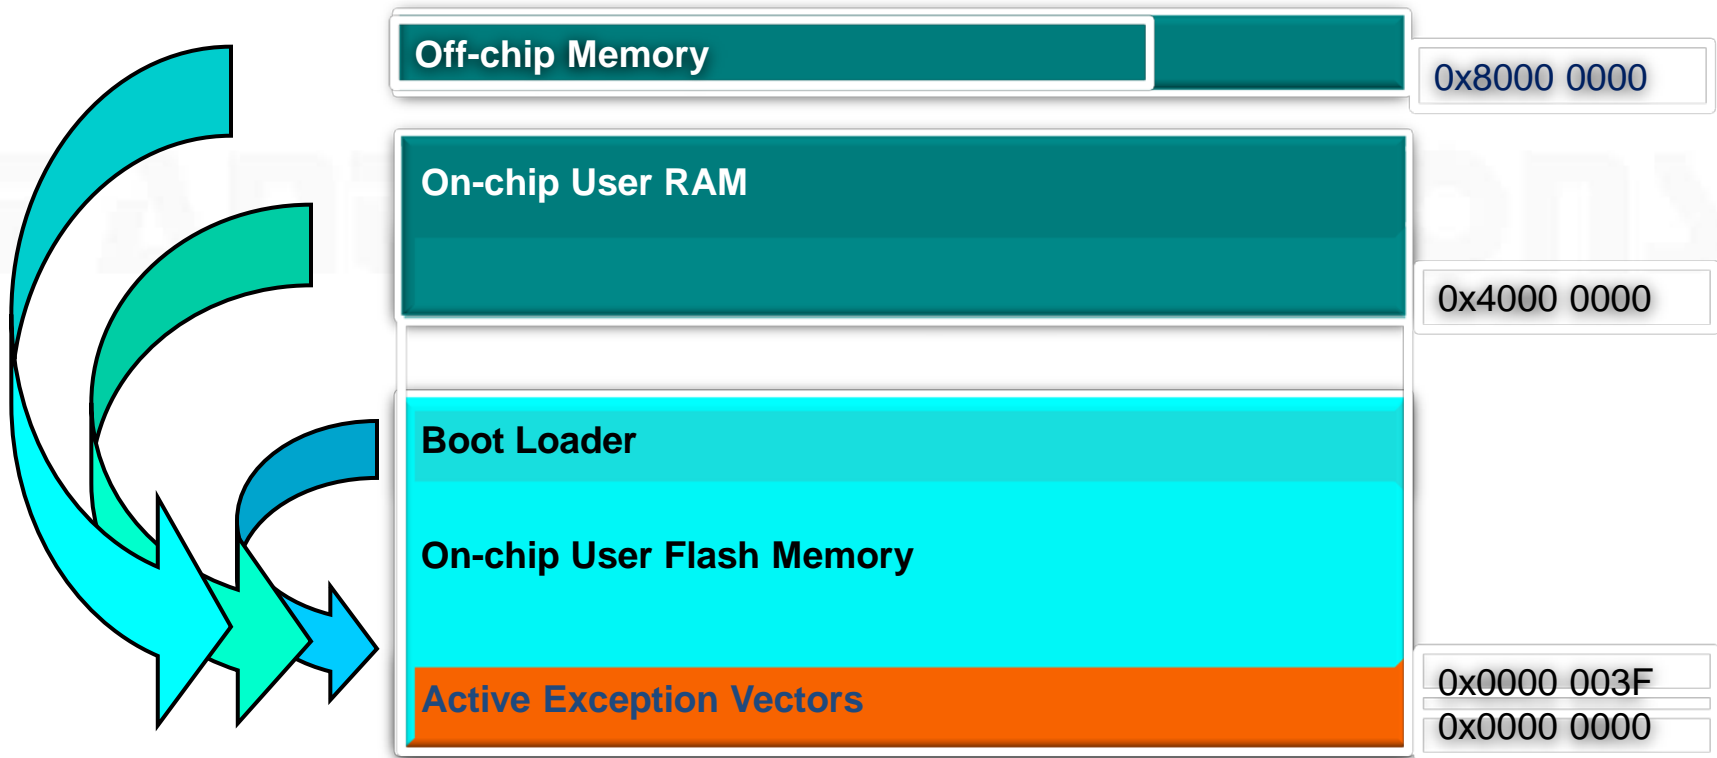 Off-chip Memory
0x8000 0000
On-chip User RAM
0x4000 0000
Boot Loader
On-chip User Flash Memory
0x0000 003F
Active Exception Vectors
0x0000 0000